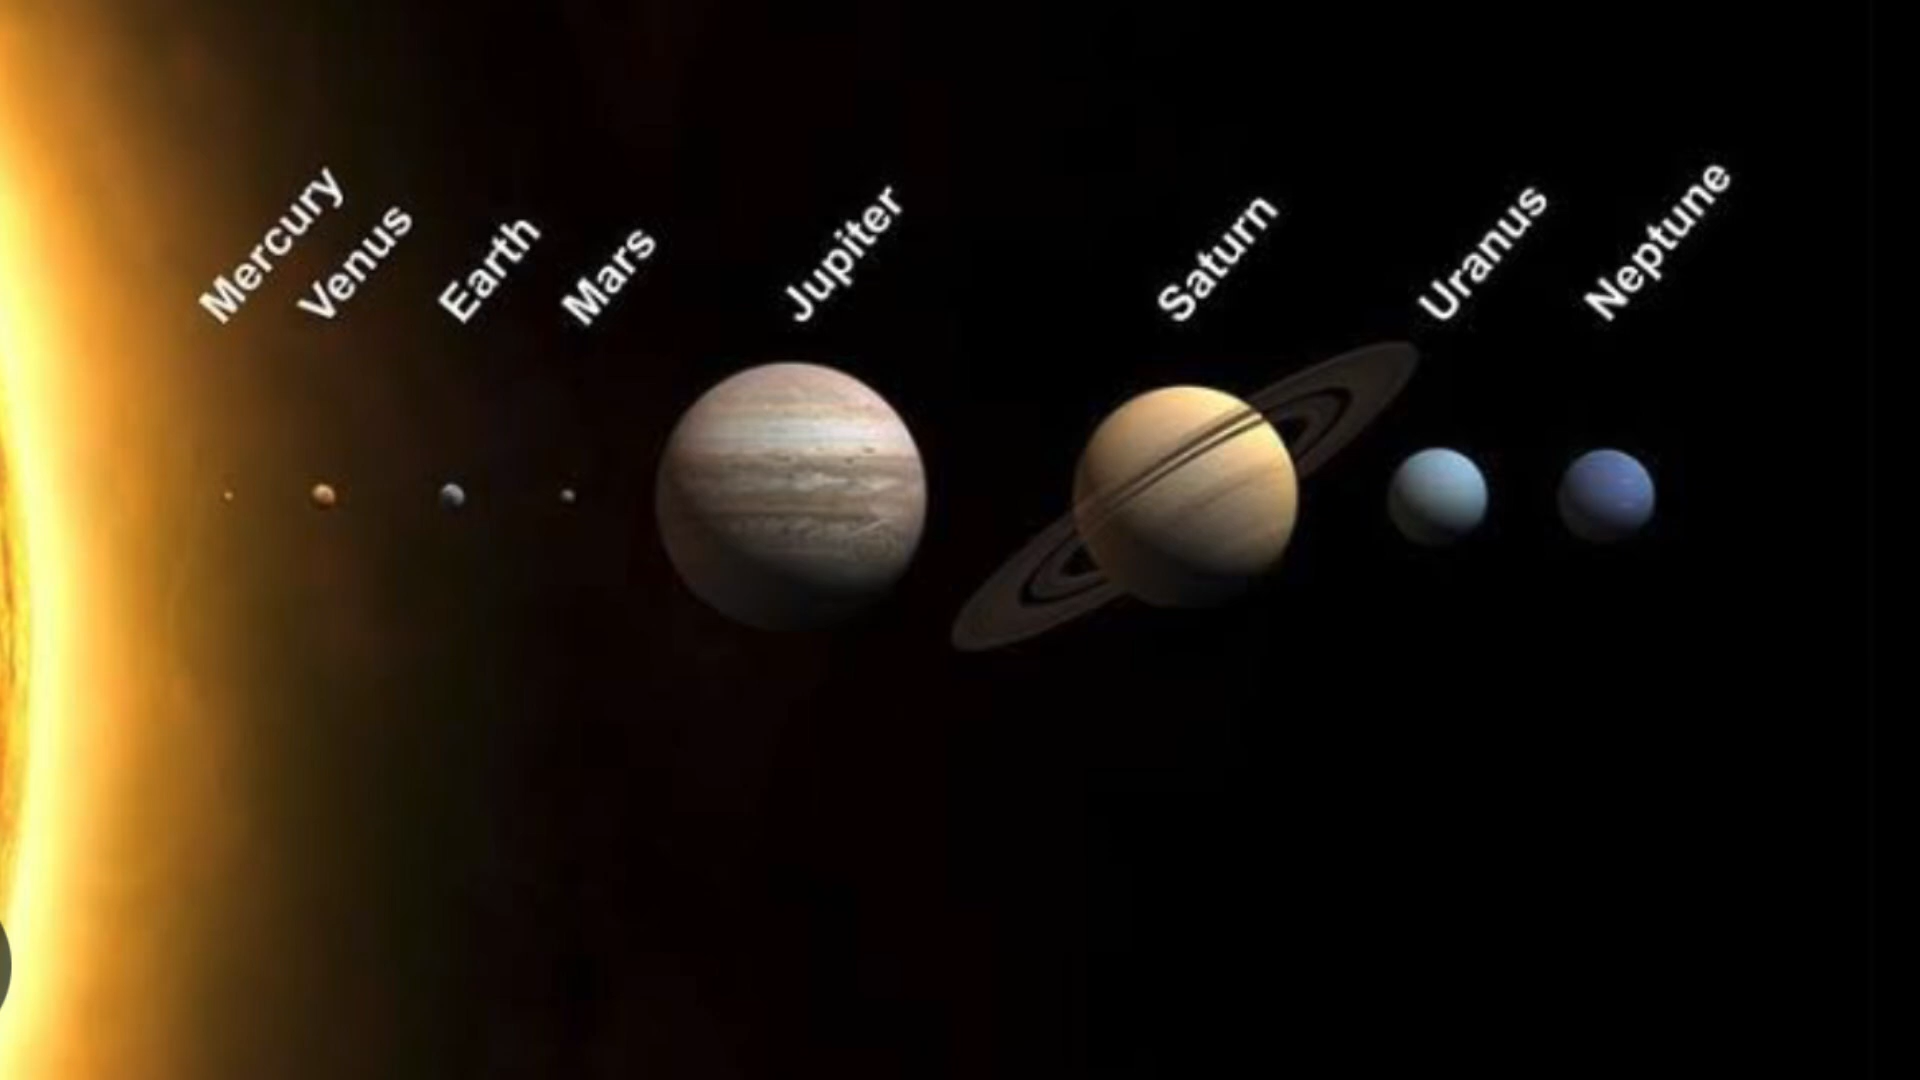 Mercury
Venus
Earth
Mars
Jupiter
Saturn
Uranus
Neptune